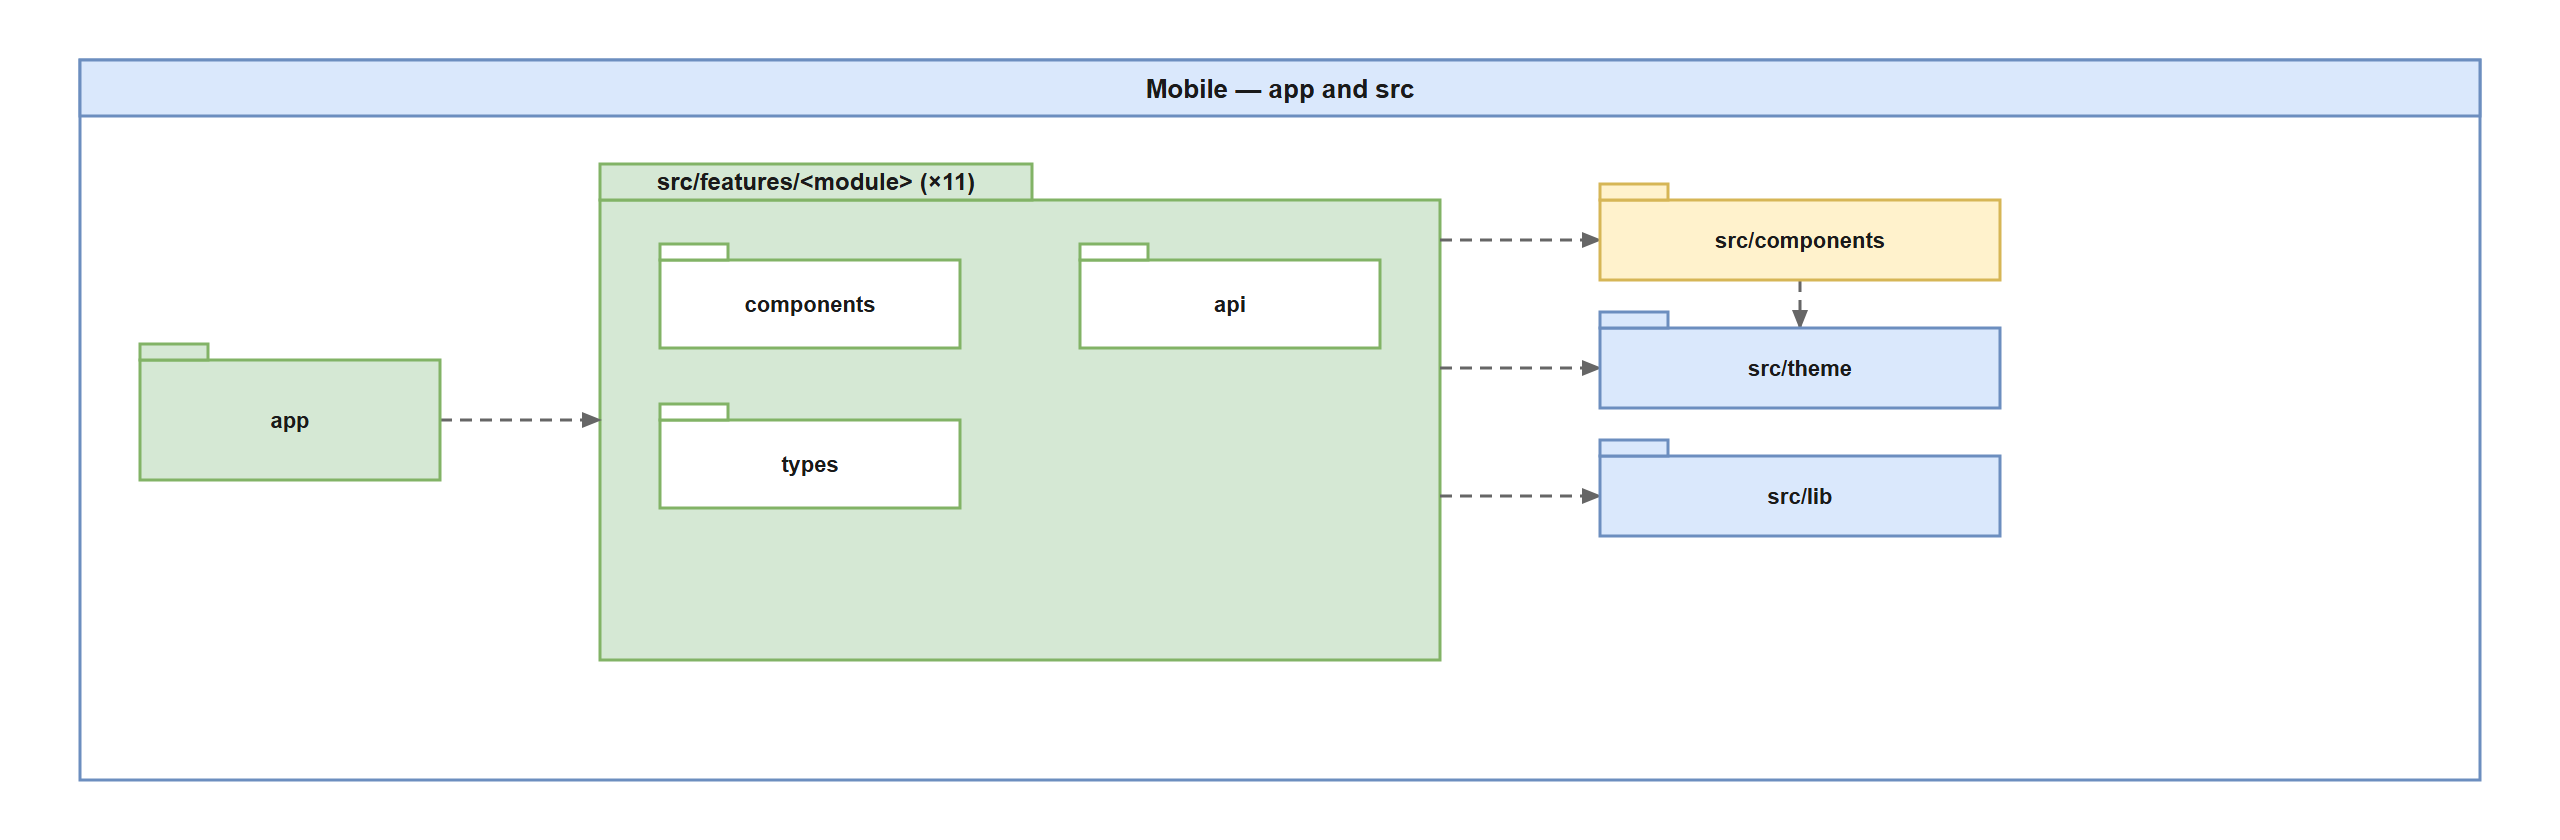 Mobile — app and src
src/features/<module> (×11)
src/components
components
api
src/theme
app
types
src/lib